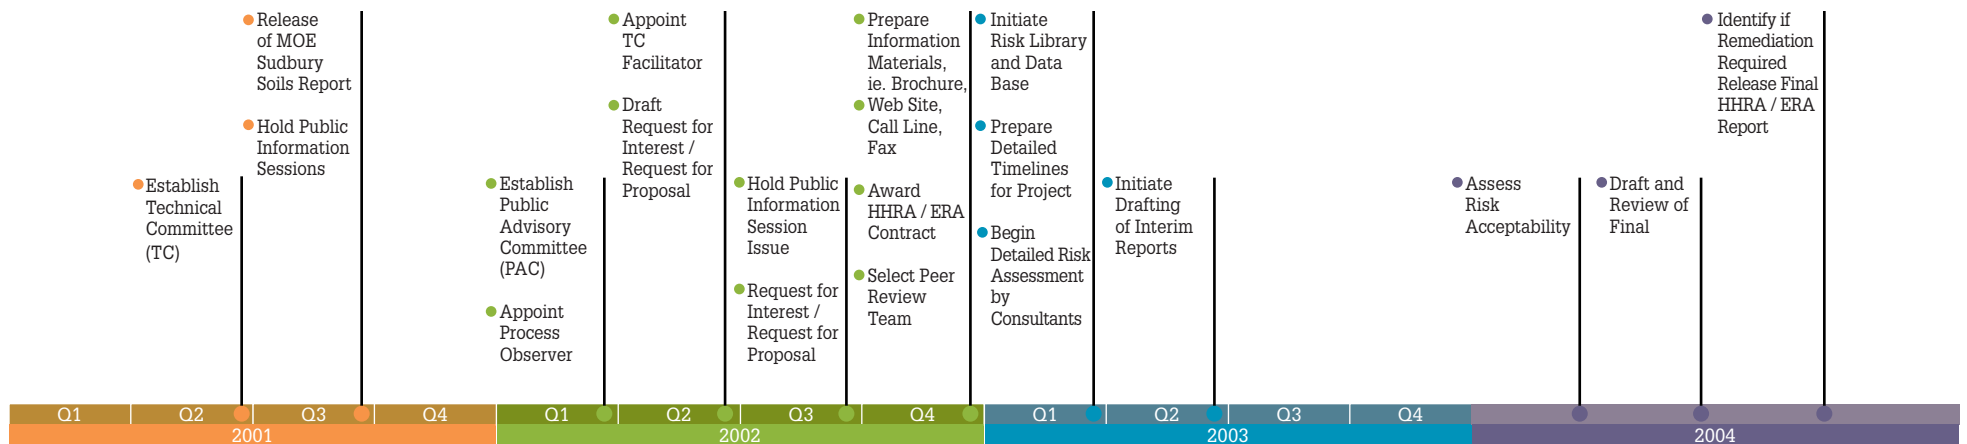 Establish
Technical
Committee
(TC)
Release
of MOE
Sudbury
Soils Report
Hold Public
Information
Sessions
Establish
Public
Advisory
Committee
(PAC)
Appoint
Process
Observer
Appoint
TC
Facilitator
Draft
Request for
Interest /
Request for
Proposal
Hold Public
Information
Session
Issue
Request for
Interest /
Request for
Proposal
Prepare
Information
Materials,
ie. Brochure,
Web Site,
Call Line,
Fax
Award
HHRA / ERA
Contract
Select Peer
Review
Team
Initiate
Risk Library
and Data
Base
Prepare
Detailed
Timelines
for Project
Begin
Detailed Risk
Assessment
by
Consultants
Initiate
Drafting
of Interim
Reports
Assess
Risk
Acceptability
Draft and
Review of
Final
Identify if
Remediation
Required
Release Final
HHRA / ERA
Report
Q1 Q2 Q3 Q4 Q1 Q2 Q3 Q4 Q1 Q2 Q3 Q4
2001 2002 2003 2004